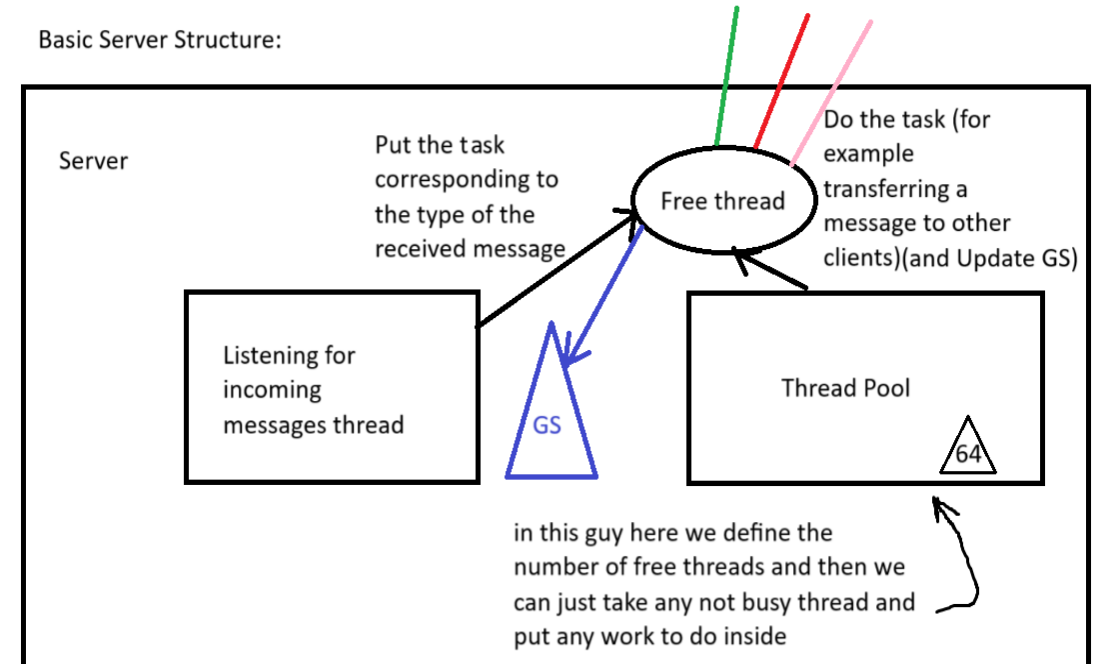 Basic Server Structure:
Server
Put the task
corresponding to
the type of the
received message
Free thread
Do the task (for
example
transferring a
message to other
clients)(and Update GS)
Listening for
incoming
messages thread
GS
Thread Pool
64
in this guy here we define the
number of free threads and then we
can just take any not busy thread and
put any work to do inside